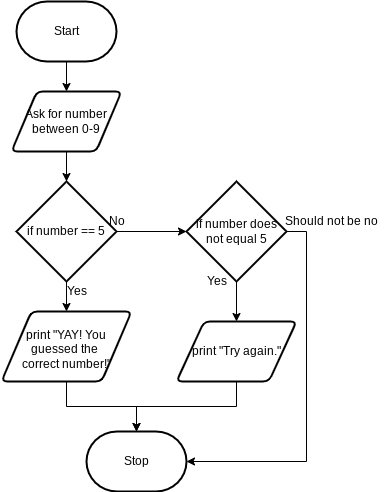 Start
Ask for number
between 0-9
if number == 5
No
if number does
not equal 5
Should not be no
Yes
Yes
print "YAY! You
guessed the
correct number!"
print "Try again."
Stop